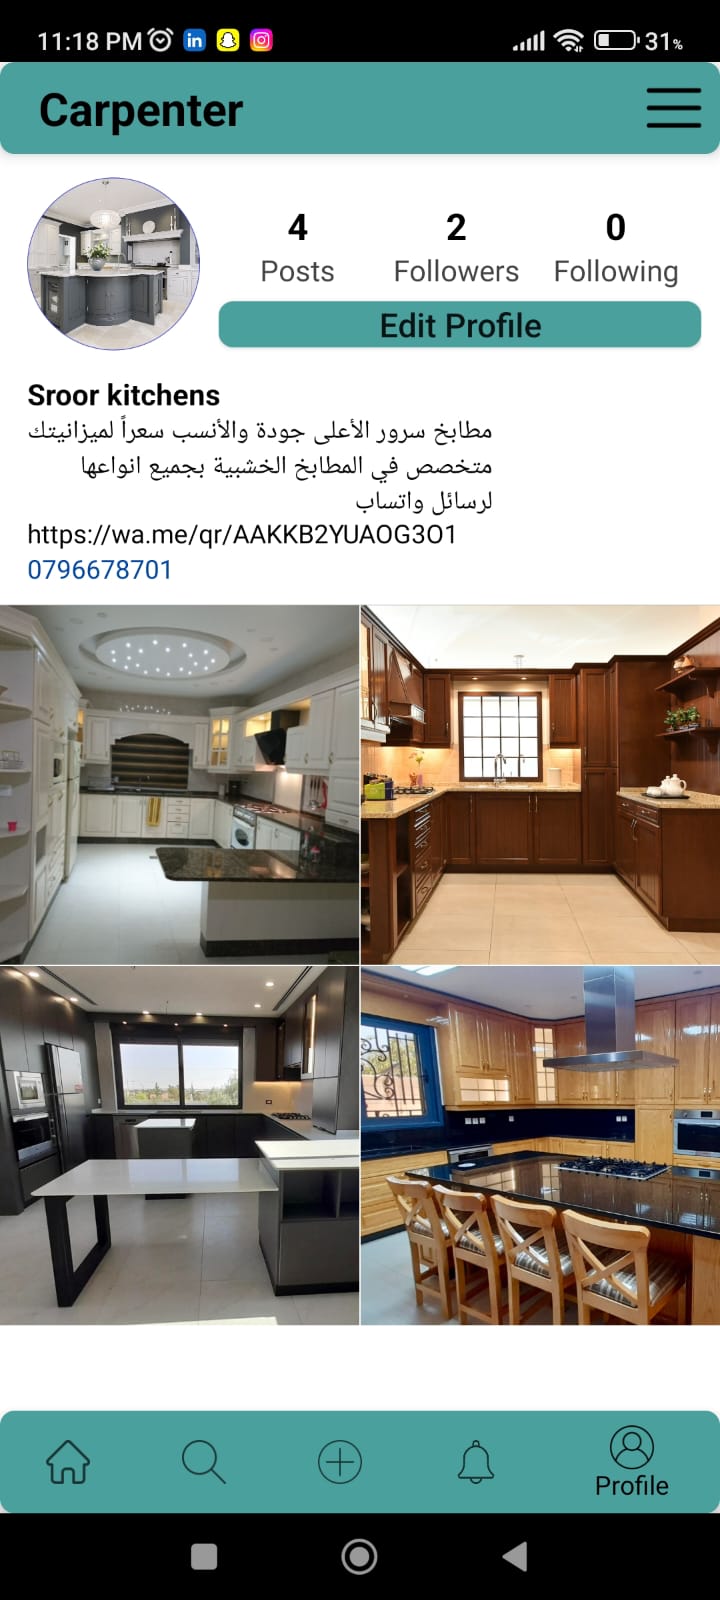 11:18 PM
31%
Carpenter
4
2
0
Posts
Followers
Following
Edit Profile
Sroor kitchens
مطابخ سرور الأعلى جودة والأنسب سعراً لميزانيتك
متخصص في المطابخ الخشبية بجميع انواعها
لرسائل واتساب
https://wa.me/qr/AAKKB2YUAOG3O1
0796678701
Profile